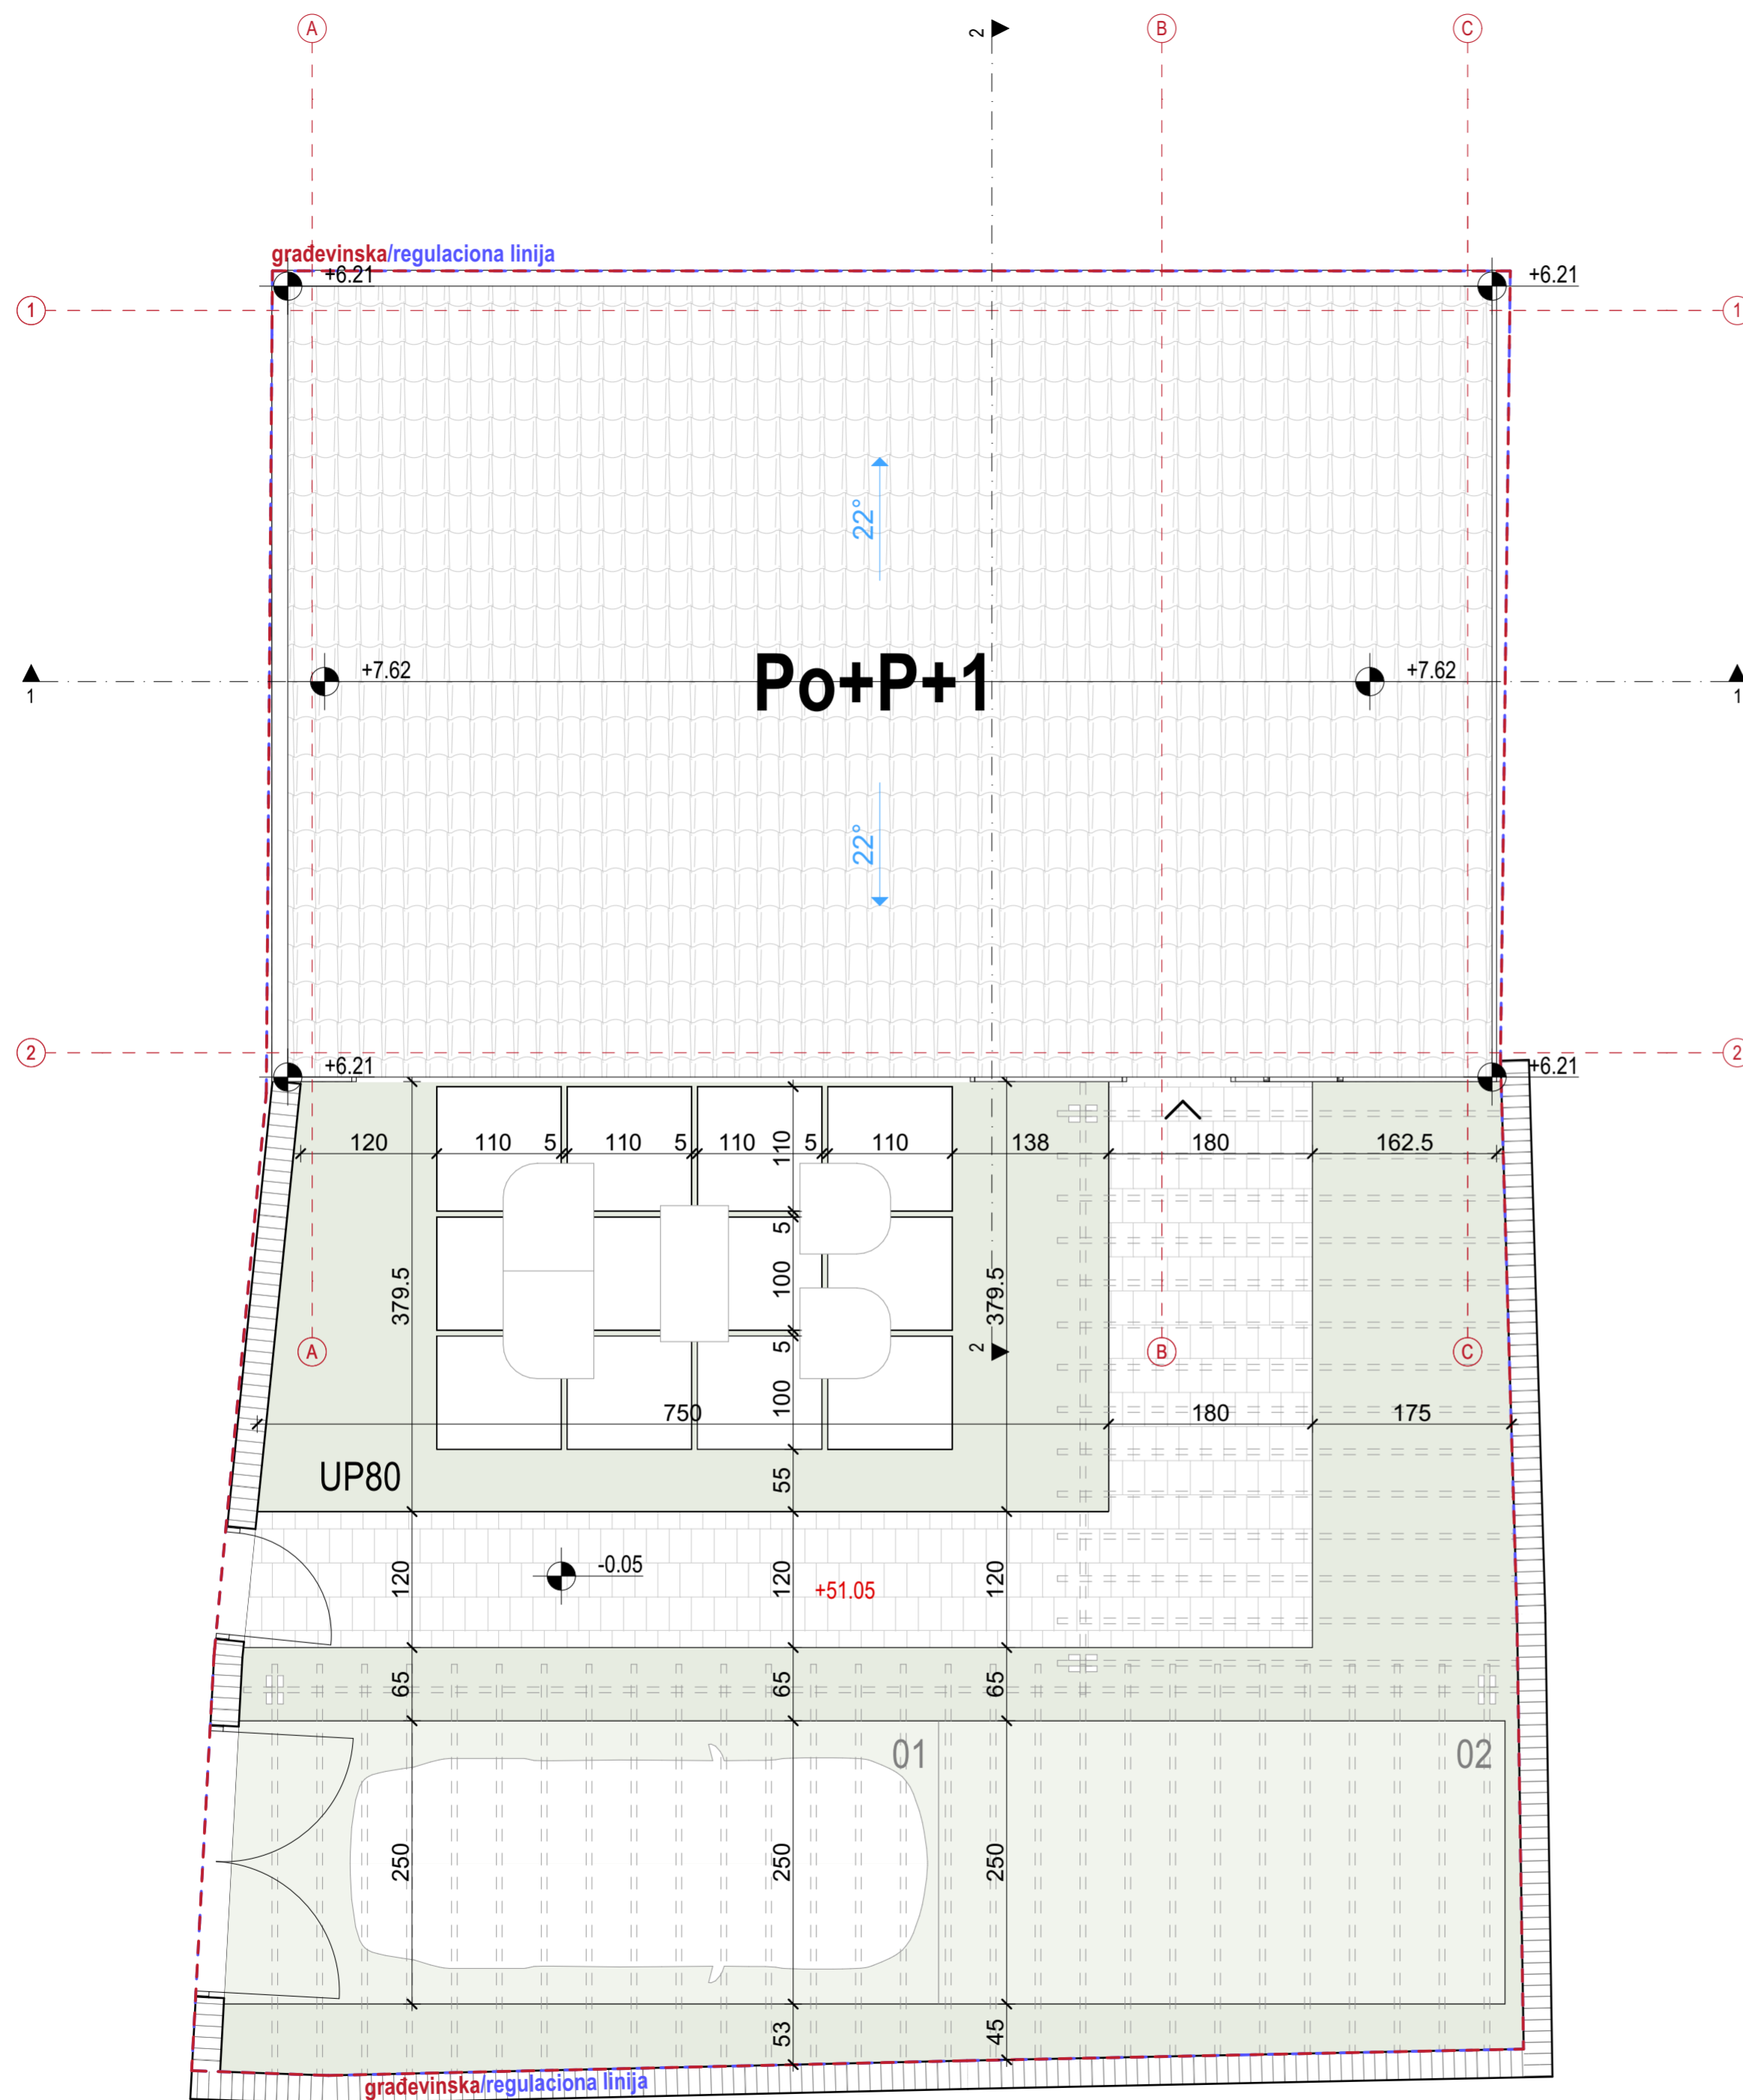 A 2 B C
građevinska/regulaciona linija
+6.21 +6.21
1 1
22°
+7.62 Po+P+1 +7.62
1 1
22°
2 2
+6.21 +6.21
120 110 5 110 5 110 5 110 138 180 162.5
110
5
379.5 100 379.5
A 5 2 B C
100
750 180 175
UP80 55
-0.05
120 120 +51.05 120
65 65 65
01 02
250 250 250
53 45
građevinska/regulaciona linija